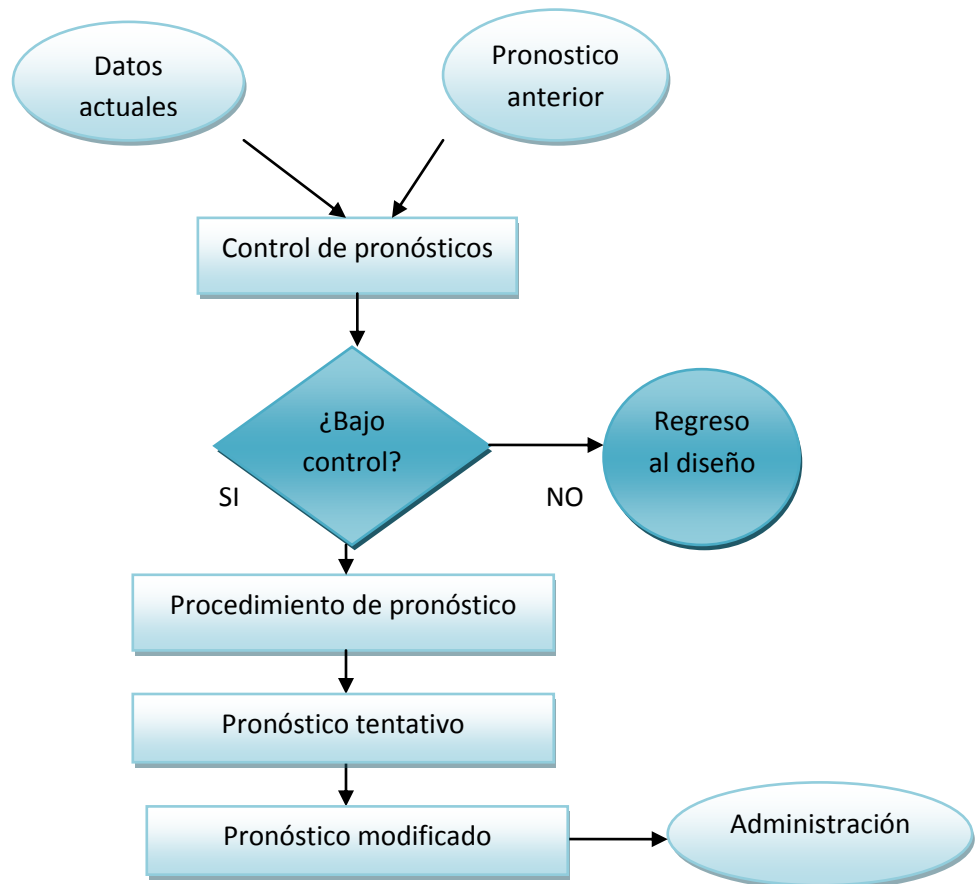 Datos
actuales
Pronostico
anterior
Control de pronósticos
¿Bajo
control?
Regreso
al diseño
SI
NO
Procedimiento de pronóstico
Pronóstico tentativo
Pronóstico modificado
Administración